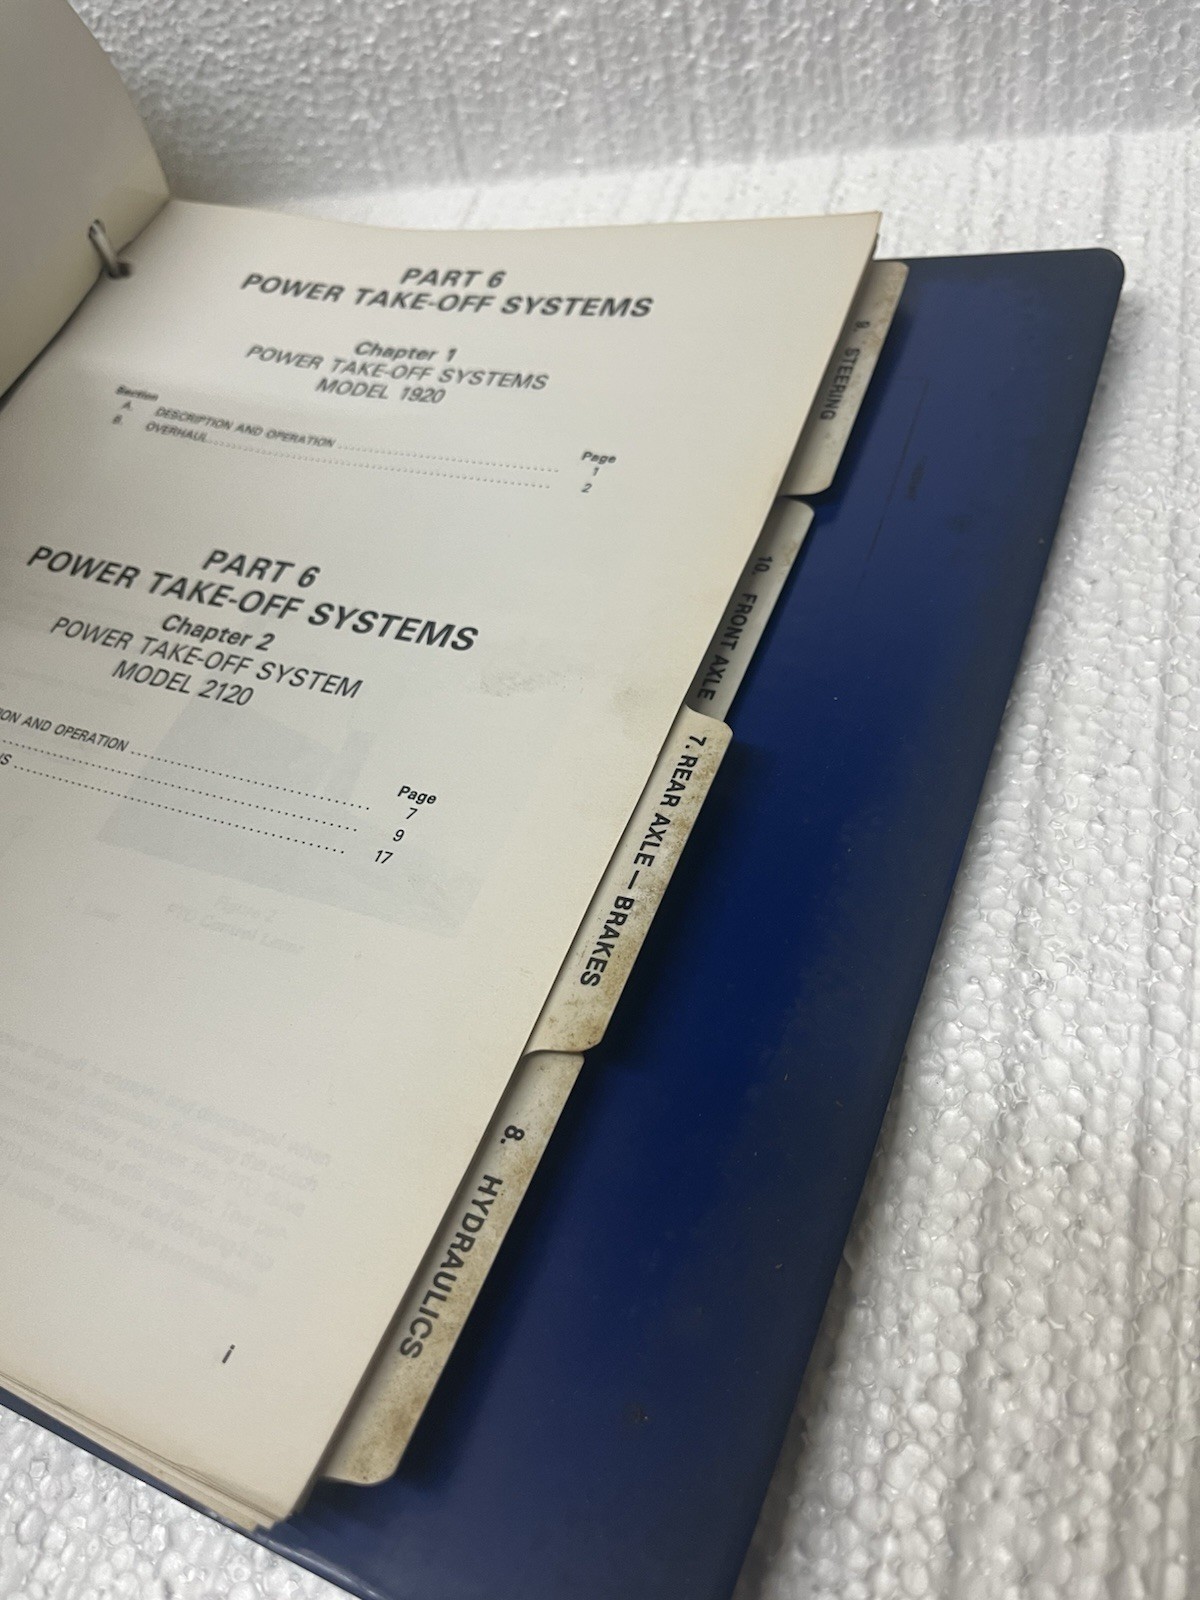 PART 6
POWER TAKE-OFF SYSTEMS
Chapter 1
POWER TAKE-OFF SYSTEMS
MODEL 1920
Section
Page
A. DESCRIPTION AND OPERATION 1
B. OVERHAUL 2
PART 6
POWER TAKE-OFF SYSTEMS
Chapter 2
POWER TAKE-OFF SYSTEM
MODEL 2120
Page
ION AND OPERATION 7
NS 9
17
i
9. STEERING
10. FRONT AXLE
7. REAR AXLE — BRAKES
8. HYDRAULICS